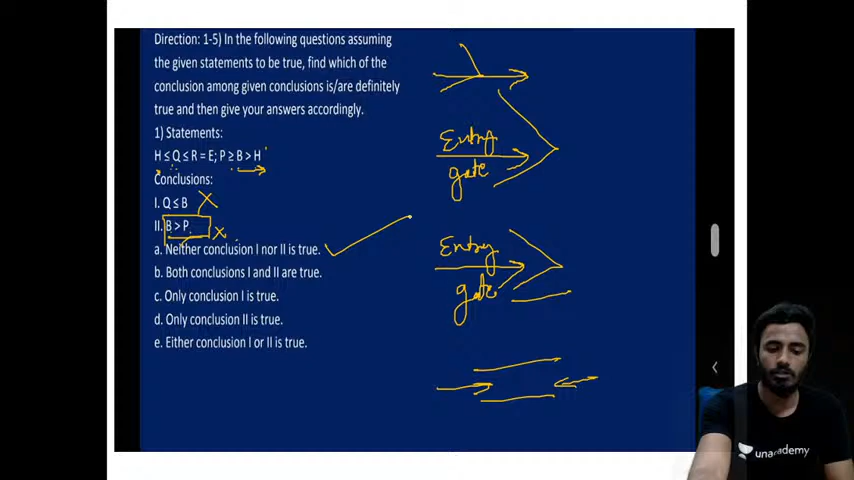 Direction: 1-5) In the following questions assuming
the given statements to be true, find which of the
conclusion among given conclusions is/are definitely
true and then give your answers accordingly.
1) Statements:
H ≤ Q ≤ R = E; P ≥ B > H
Conclusions:
I. Q ≤ B
II. B > P
a. Neither conclusion I nor II is true.
b. Both conclusions I and II are true.
c. Only conclusion I is true.
d. Only conclusion II is true.
e. Either conclusion I or II is true.
Entry
gate
Entry
gate
unacademy